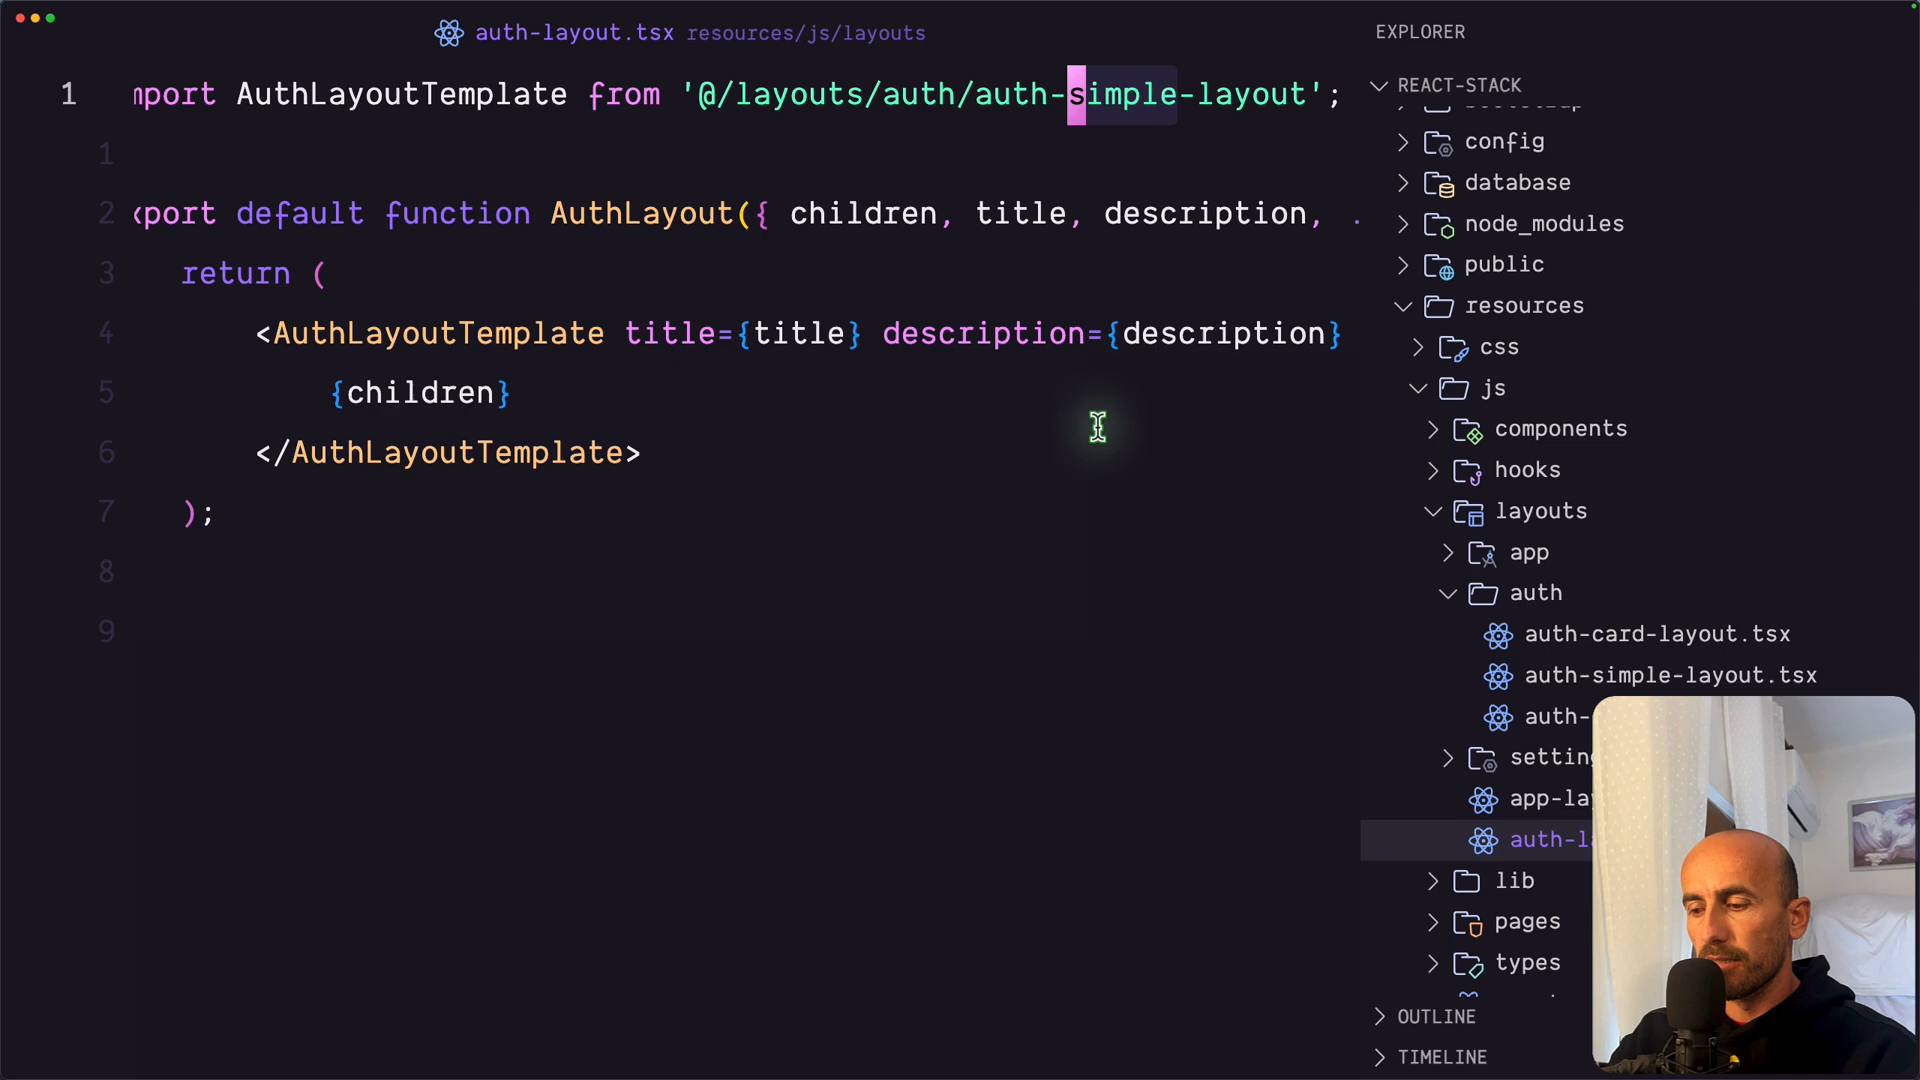 auth-layout.tsx resources/js/layouts
1 mport AuthLayoutTemplate from '@/layouts/auth/auth-simple-layout';
1
2 xport default function AuthLayout({ children, title, description, .
3 return (
4 <AuthLayoutTemplate title={title} description={description}
5 {children}
6 </AuthLayoutTemplate>
7 );
8
9
EXPLORER
REACT-STACK
config
database
node_modules
public
resources
css
js
components
hooks
layouts
app
auth
auth-card-layout.tsx
auth-simple-layout.tsx
auth-
settin
app-la
auth-la
lib
pages
types
OUTLINE
TIMELINE